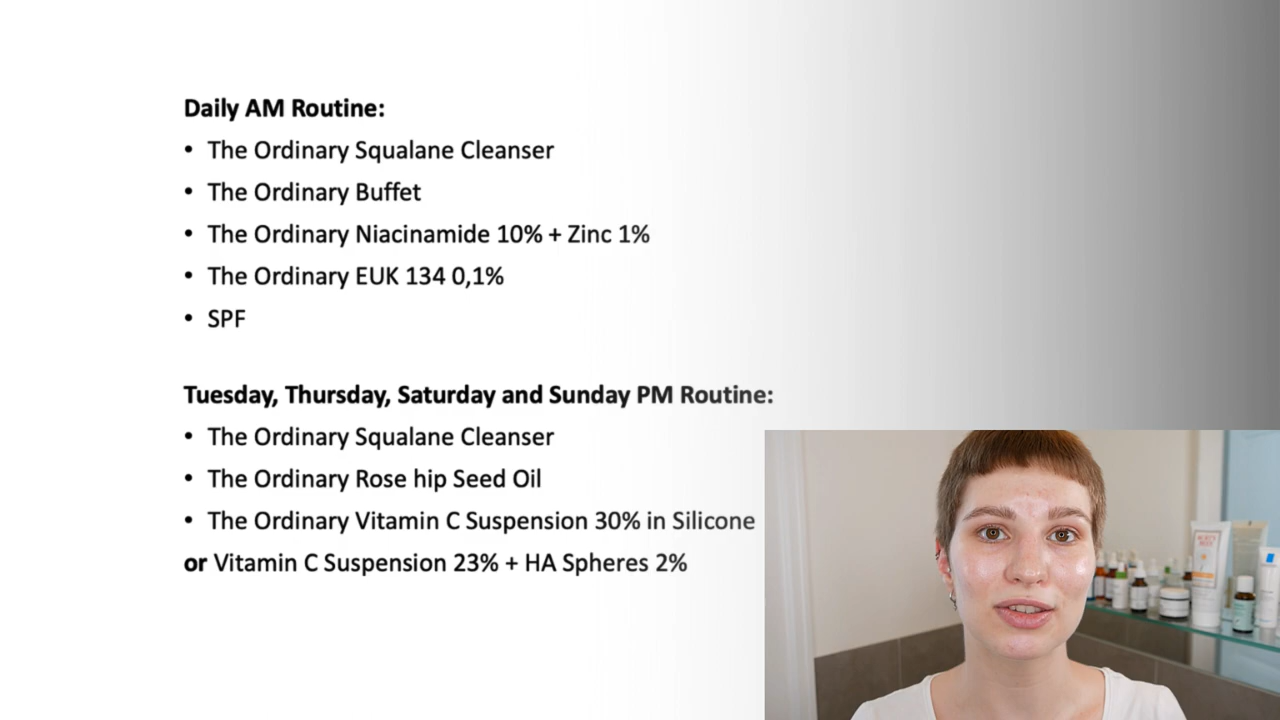 Daily AM Routine:
• The Ordinary Squalane Cleanser
• The Ordinary Buffet
• The Ordinary Niacinamide 10% + Zinc 1%
• The Ordinary EUK 134 0,1%
• SPF
Tuesday, Thursday, Saturday and Sunday PM Routine:
• The Ordinary Squalane Cleanser
• The Ordinary Rose hip Seed Oil
• The Ordinary Vitamin C Suspension 30% in Silicone
or Vitamin C Suspension 23% + HA Spheres 2%